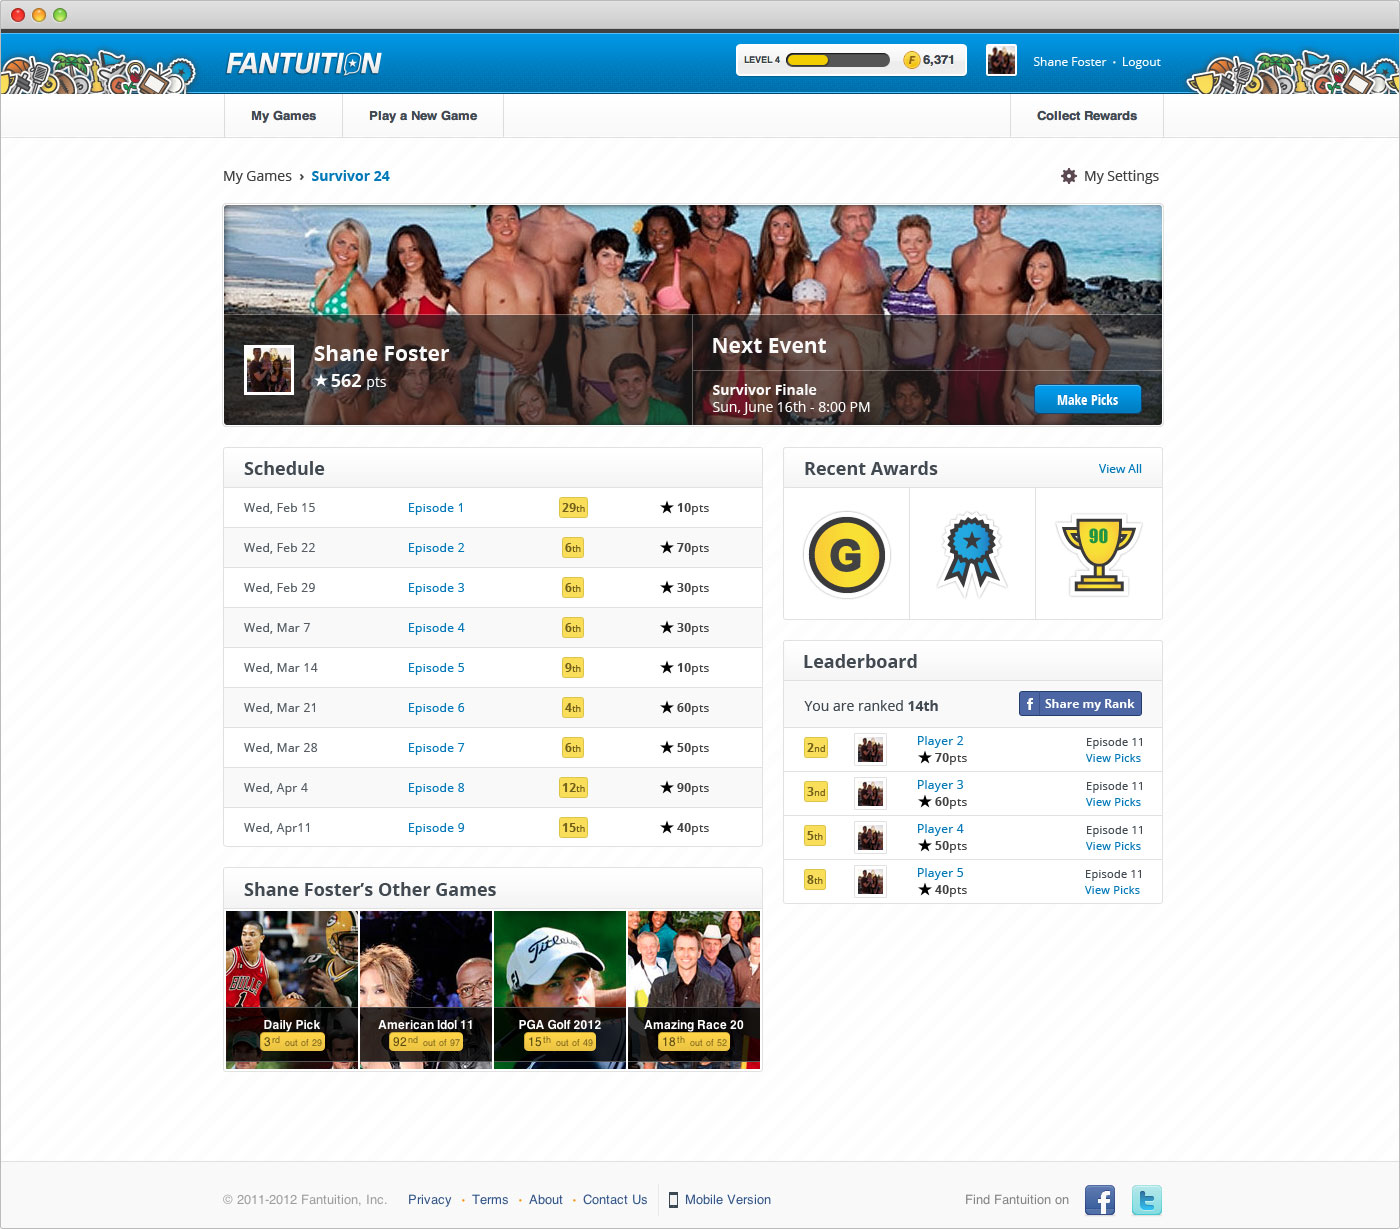 FANTUITION
LEVEL 4
F 6,371
Shane Foster • Logout
My Games
Play a New Game
Collect Rewards
My Games › Survivor 24
My Settings
Shane Foster
★ 562 pts
Next Event
Survivor Finale
Sun, June 16th - 8:00 PM
Make Picks
Schedule
Wed, Feb 15 Episode 1 29th ★ 10pts
Wed, Feb 22 Episode 2 6th ★ 70pts
Wed, Feb 29 Episode 3 6th ★ 30pts
Wed, Mar 7 Episode 4 6th ★ 30pts
Wed, Mar 14 Episode 5 9th ★ 10pts
Wed, Mar 21 Episode 6 4th ★ 60pts
Wed, Mar 28 Episode 7 6th ★ 50pts
Wed, Apr 4 Episode 8 12th ★ 90pts
Wed, Apr11 Episode 9 15th ★ 40pts
Recent Awards
View All
G
90
Leaderboard
You are ranked 14th
f Share my Rank
2nd Player 2 Episode 11
★ 70pts View Picks
3rd Player 3 Episode 11
★ 60pts View Picks
5th Player 4 Episode 11
★ 50pts View Picks
8th Player 5 Episode 11
★ 40pts View Picks
Shane Foster’s Other Games
BULLS
1
Titleist
Daily Pick
3rd out of 29
American Idol 11
92nd out of 97
PGA Golf 2012
15th out of 49
Amazing Race 20
18th out of 52
© 2011-2012 Fantuition, Inc. Privacy • Terms • About • Contact Us Mobile Version
Find Fantuition on f t